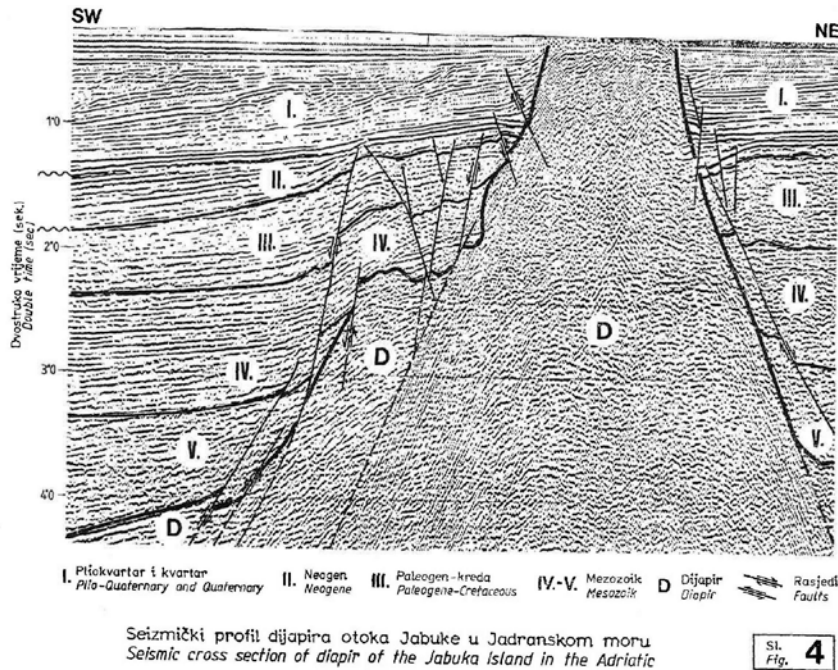 SW
NE
I.
I.
1'0
II.
III.
III.
IV.
2'0
Dvostruko vrijeme (sek.)
Double time (sec)
IV.
D
D
3'0
IV.
V.
V.
4'0
D
I. Pliokvartar i kvartar
Plio-Quaternary and Quaternary
II. Neogen
Neogene
III. Paleogen-kreda
Paleogene-Cretaceous
IV.-V. Mezozoik
Mesozoik
D Dijapir
Diapir
Rasjedi
Faults
Seizmički profil dijapira otoka Jabuke u Jadranskom moru
Seismic cross section of diapir of the Jabuka Island in the Adriatic
Sl.
Fig. 4